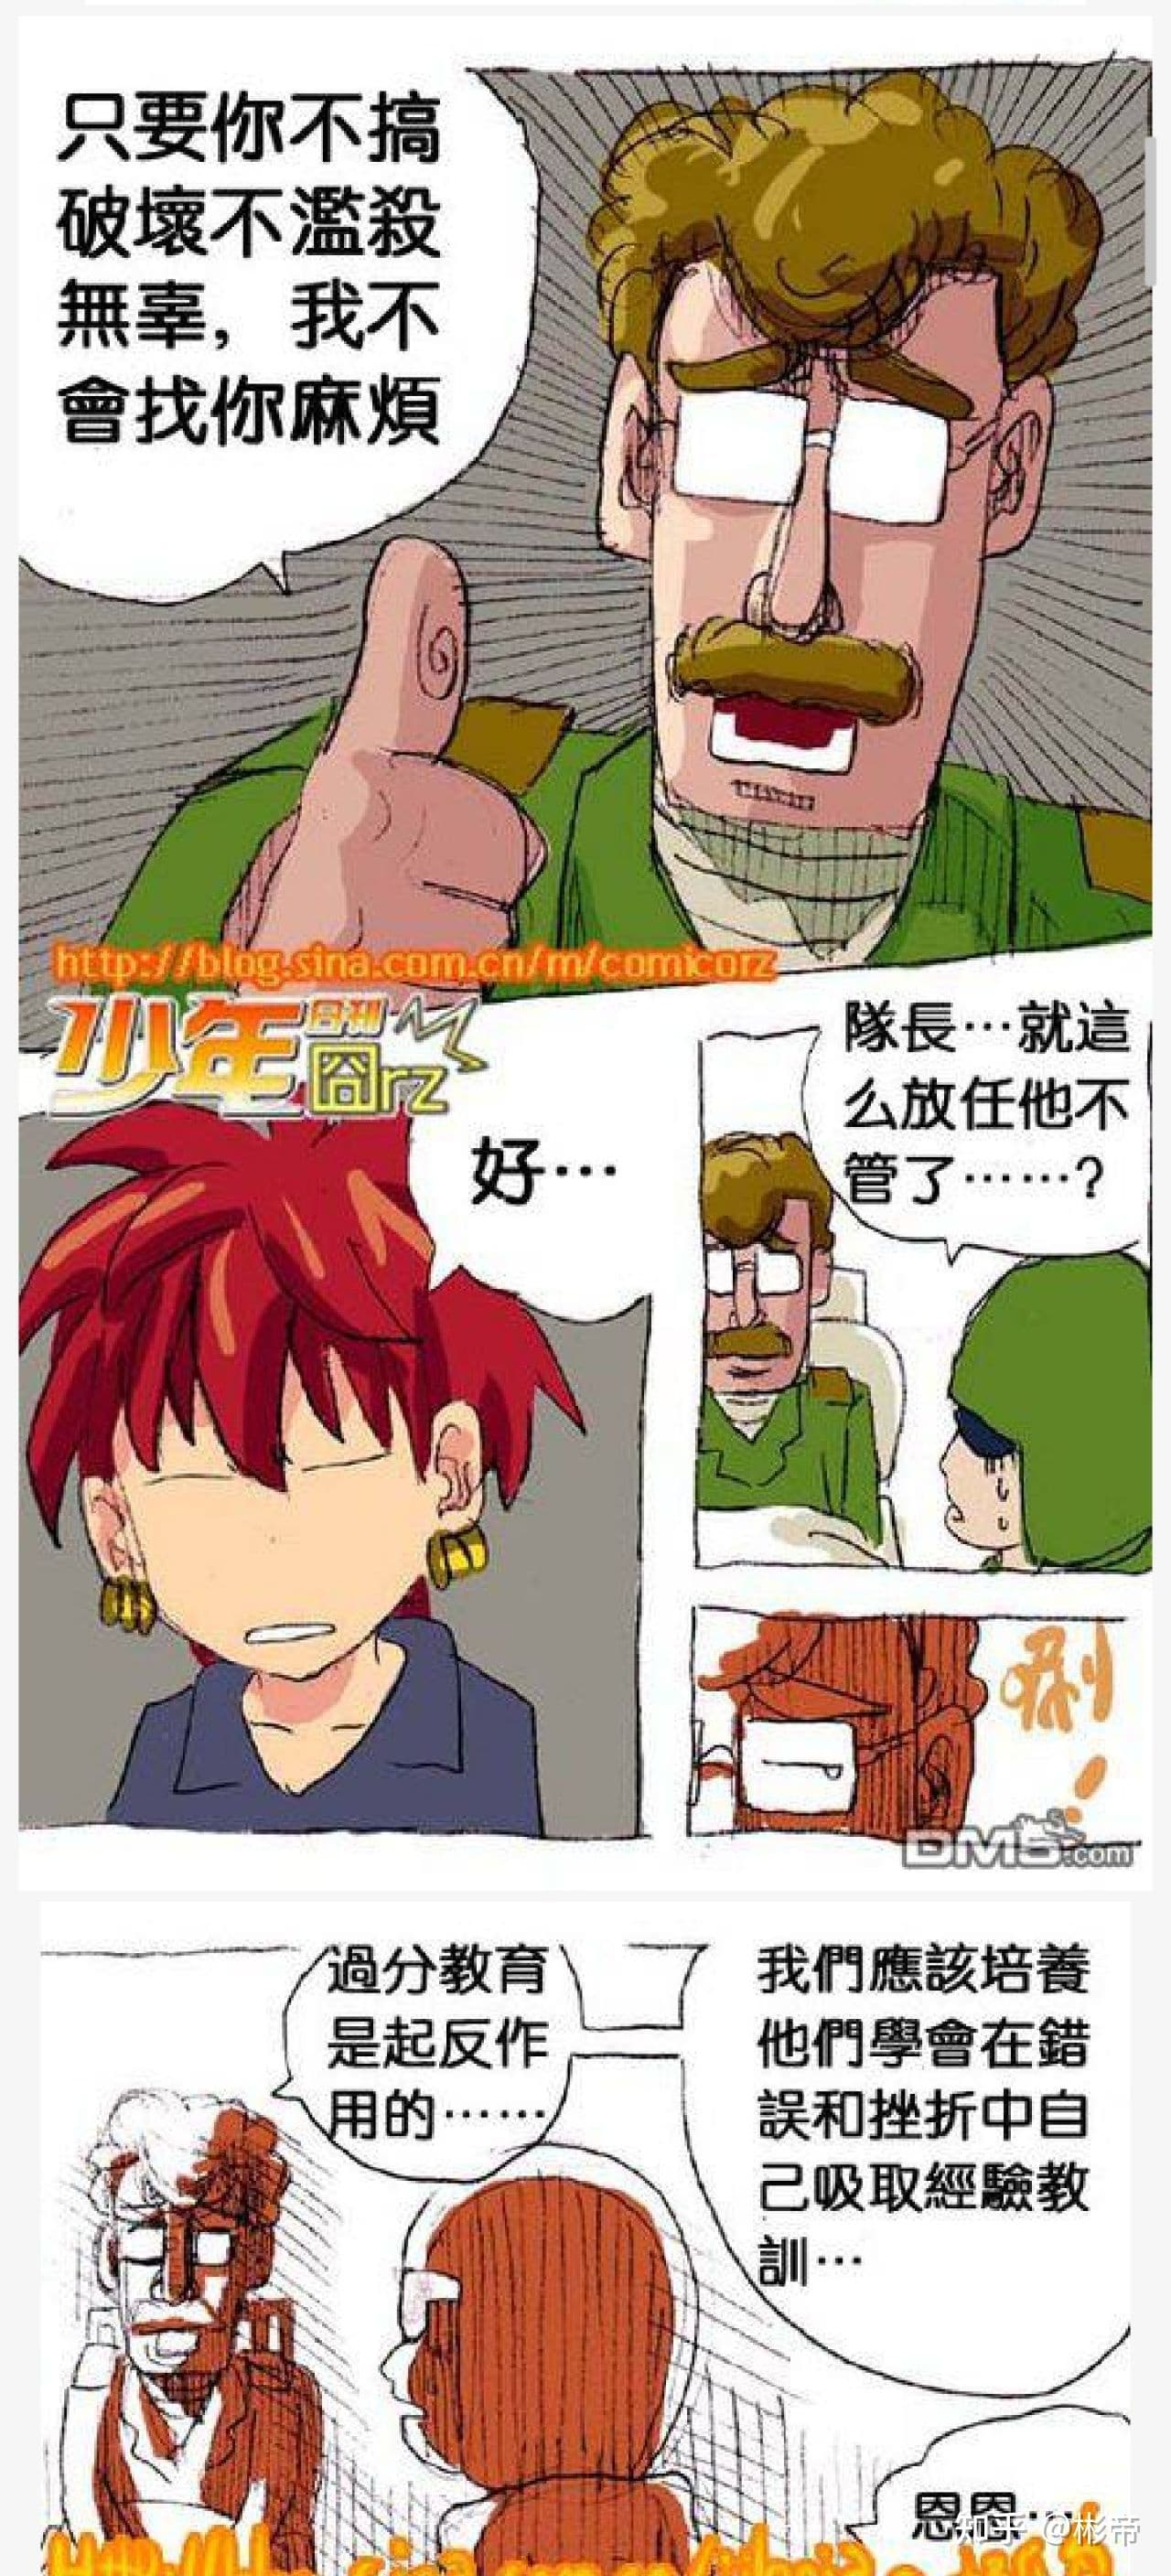 只要你不搞
破壞不濫殺
無辜，我不
會找你麻煩
http://blog.sina.com.cn/m/comicorz
少年日刊
囧rz
好…
隊長…就這
么放任他不
管了……？
唰！
DM5.com
過分教育
是起反作
用的……
我們應該培養
他們學會在錯
誤和挫折中自
己吸取經驗教
訓…
恩恩…
知乎 @彬帝